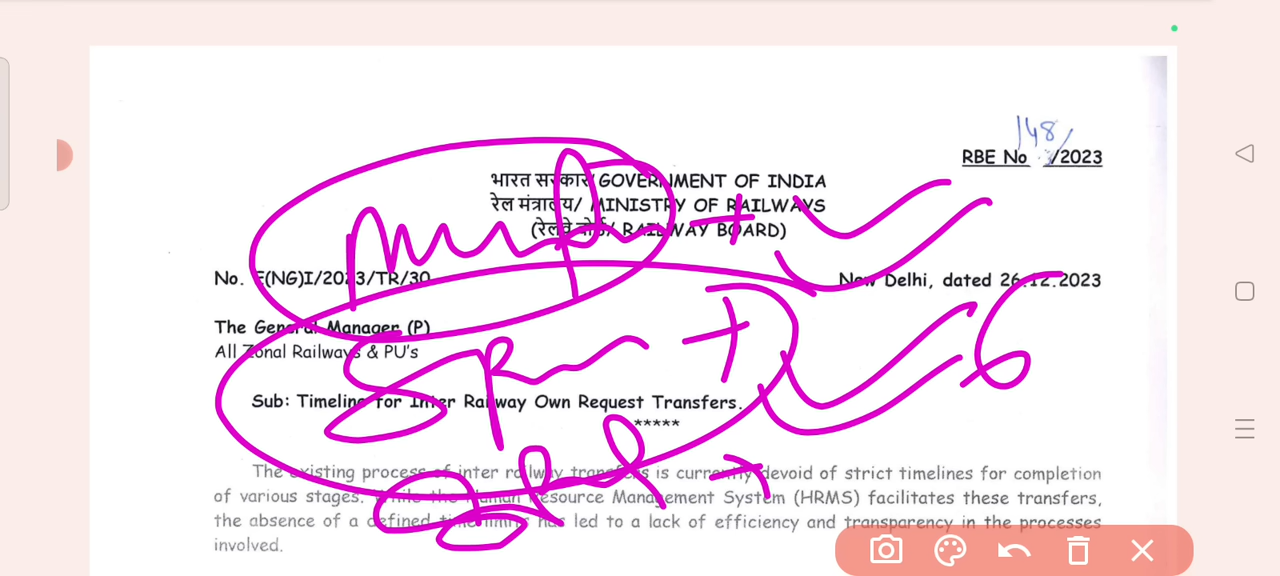 148/
RBE No /2023
भारत सरकार/ GOVERNMENT OF INDIA
रेल मंत्रालय/ MINISTRY OF RAILWAYS
(रेलवे बोर्ड/ RAILWAY BOARD)
No. E(NG)I/2023/TR/30 New Delhi, dated 26.12.2023
The General Manager (P)
All Zonal Railways & PU's
Sub: Timeline for Inter Railway Own Request Transfers.
*****
The existing process of inter railway transfers is currently devoid of strict timelines for completion
of various stages. While the Human Resource Management System (HRMS) facilitates these transfers,
the absence of a defined time limit has led to a lack of efficiency and transparency in the processes
involved.